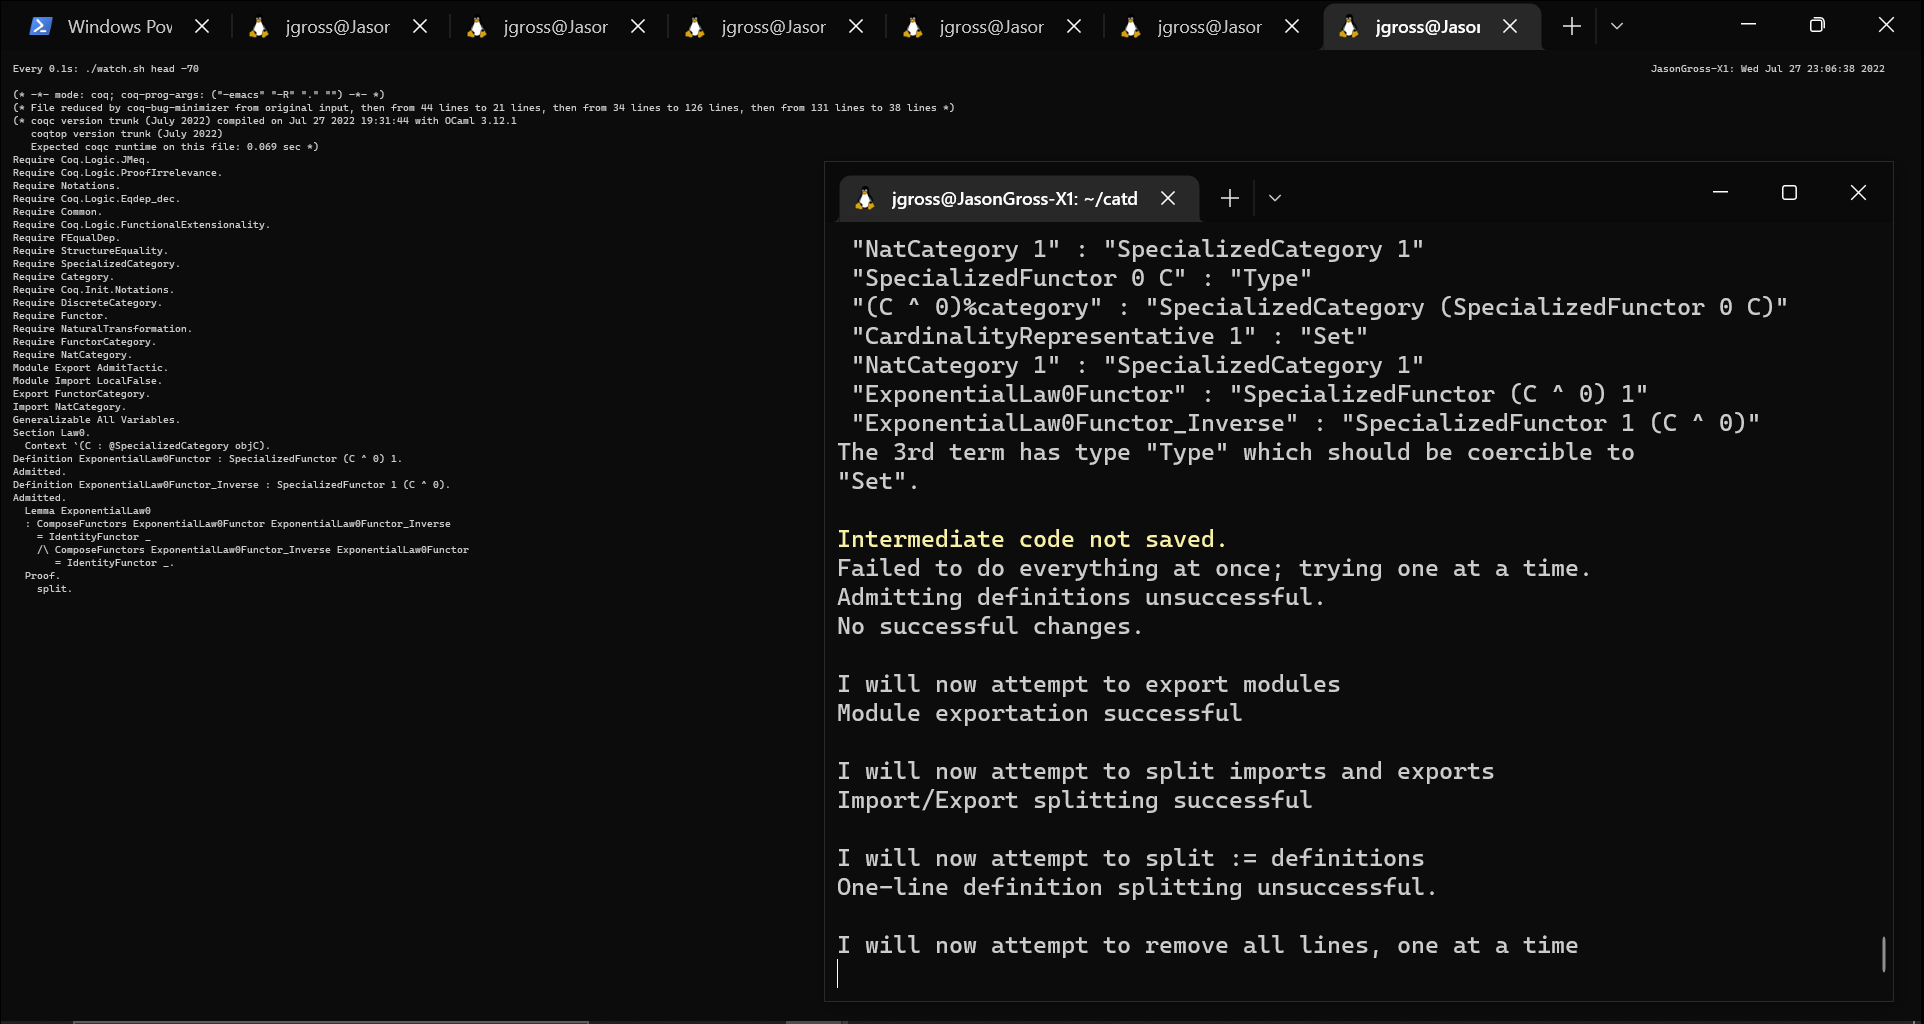 Windows Pov
jgross@Jasor
jgross@Jasor
jgross@Jasor
jgross@Jasor
jgross@Jasor
jgross@Jasor
Every 0.1s: ./watch.sh head -70
JasonGross-X1: Wed Jul 27 23:06:38 2022
(* -*- mode: coq; coq-prog-args: ("-emacs" "-R" "." "") -*- *)
(* File reduced by coq-bug-minimizer from original input, then from 44 lines to 21 lines, then from 34 lines to 126 lines, then from 131 lines to 38 lines *)
(* coqc version trunk (July 2022) compiled on Jul 27 2022 19:31:44 with OCaml 3.12.1
   coqtop version trunk (July 2022)
   Expected coqc runtime on this file: 0.069 sec *)
Require Coq.Logic.JMeq.
Require Coq.Logic.ProofIrrelevance.
Require Notations.
Require Coq.Logic.Eqdep_dec.
Require Common.
Require Coq.Logic.FunctionalExtensionality.
Require FEqualDep.
Require StructureEquality.
Require SpecializedCategory.
Require Category.
Require Coq.Init.Notations.
Require DiscreteCategory.
Require Functor.
Require NaturalTransformation.
Require FunctorCategory.
Require NatCategory.
Module Export AdmitTactic.
Module Import LocalFalse.
Export FunctorCategory.
Import NatCategory.
Generalizable All Variables.
Section Law0.
  Context `(C : @SpecializedCategory objC).
Definition ExponentialLaw0Functor : SpecializedFunctor (C ^ 0) 1.
Admitted.
Definition ExponentialLaw0Functor_Inverse : SpecializedFunctor 1 (C ^ 0).
Admitted.
  Lemma ExponentialLaw0
  : ComposeFunctors ExponentialLaw0Functor ExponentialLaw0Functor_Inverse
    = IdentityFunctor _
    /\ ComposeFunctors ExponentialLaw0Functor_Inverse ExponentialLaw0Functor
       = IdentityFunctor _.
  Proof.
    split.
jgross@JasonGross-X1: ~/catd
 "NatCategory 1" : "SpecializedCategory 1"
 "SpecializedFunctor 0 C" : "Type"
 "(C ^ 0)%category" : "SpecializedCategory (SpecializedFunctor 0 C)"
 "CardinalityRepresentative 1" : "Set"
 "NatCategory 1" : "SpecializedCategory 1"
 "ExponentialLaw0Functor" : "SpecializedFunctor (C ^ 0) 1"
 "ExponentialLaw0Functor_Inverse" : "SpecializedFunctor 1 (C ^ 0)"
The 3rd term has type "Type" which should be coercible to
"Set".
Intermediate code not saved.
Failed to do everything at once; trying one at a time.
Admitting definitions unsuccessful.
No successful changes.
I will now attempt to export modules
Module exportation successful
I will now attempt to split imports and exports
Import/Export splitting successful
I will now attempt to split := definitions
One-line definition splitting unsuccessful.
I will now attempt to remove all lines, one at a time